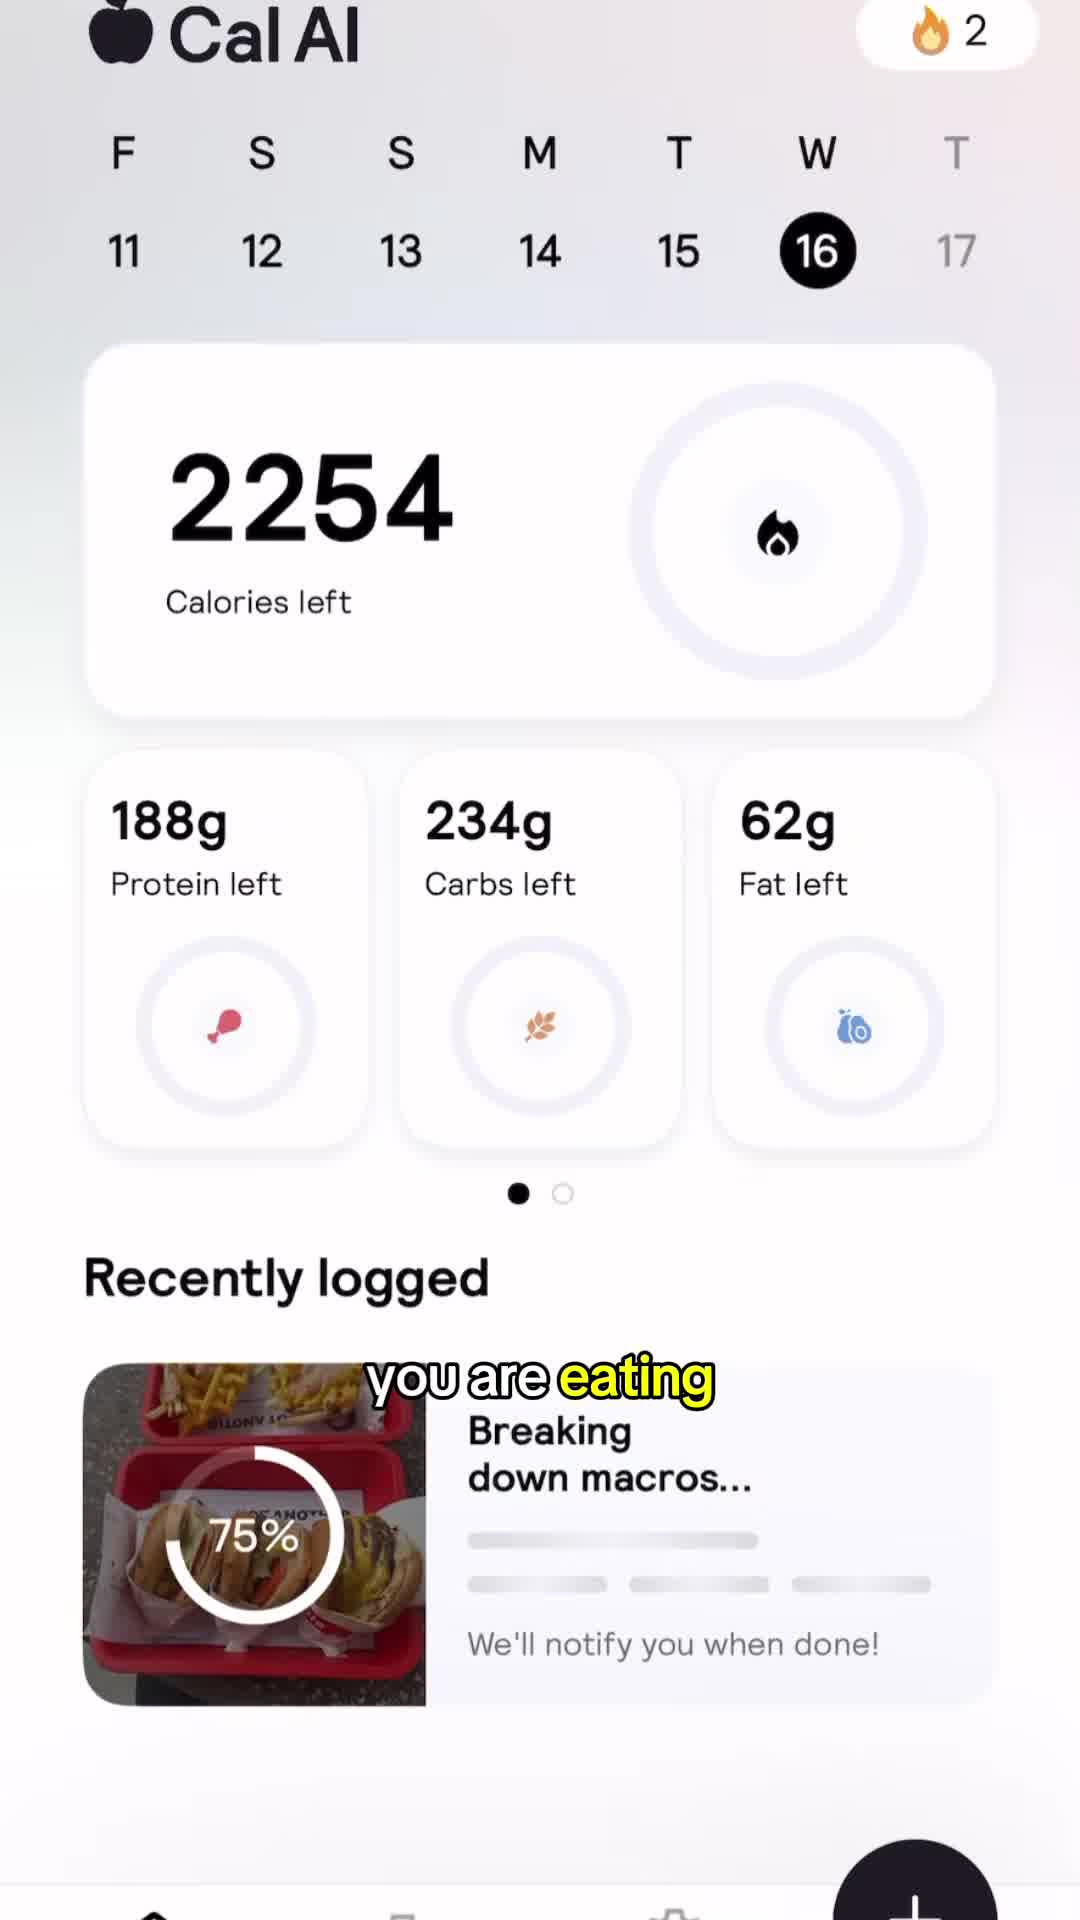 Cal AI
2
F S S M T W T
11 12 13 14 15 16 17
2254
Calories left
188g
Protein left
234g
Carbs left
62g
Fat left
Recently logged
you are eating
Breaking
down macros...
75%
We'll notify you when done!